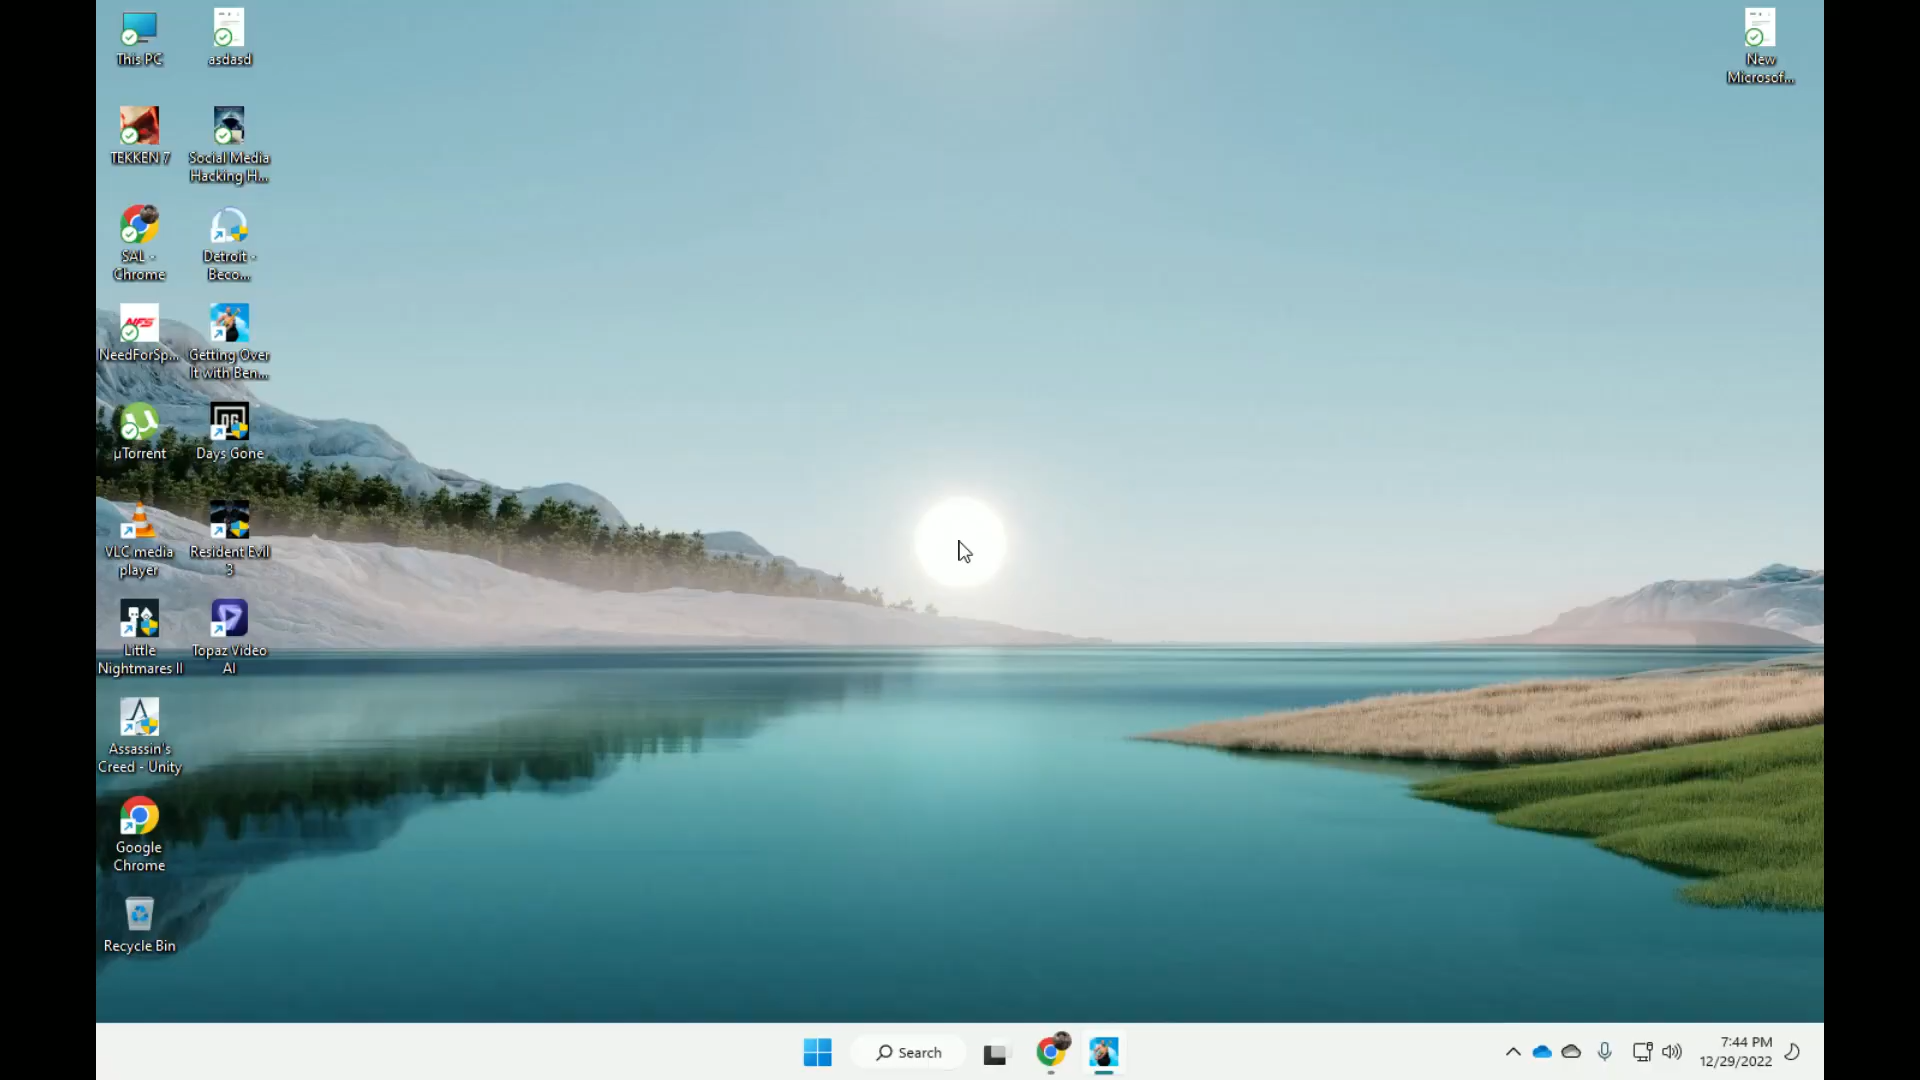 This PC
asdasd
New
Microsof...
TEKKEN 7
Social Media
Hacking H...
SAL -
Chrome
Detroit -
Beco...
NFS
NeedForSp...
Getting Over
It with Ben...
µTorrent
DG
Days Gone
VLC media
player
Resident Evil
3
Little
Nightmares II
Topaz Video
AI
Assassin's
Creed - Unity
Google
Chrome
Recycle Bin
Search
7:44 PM
12/29/2022